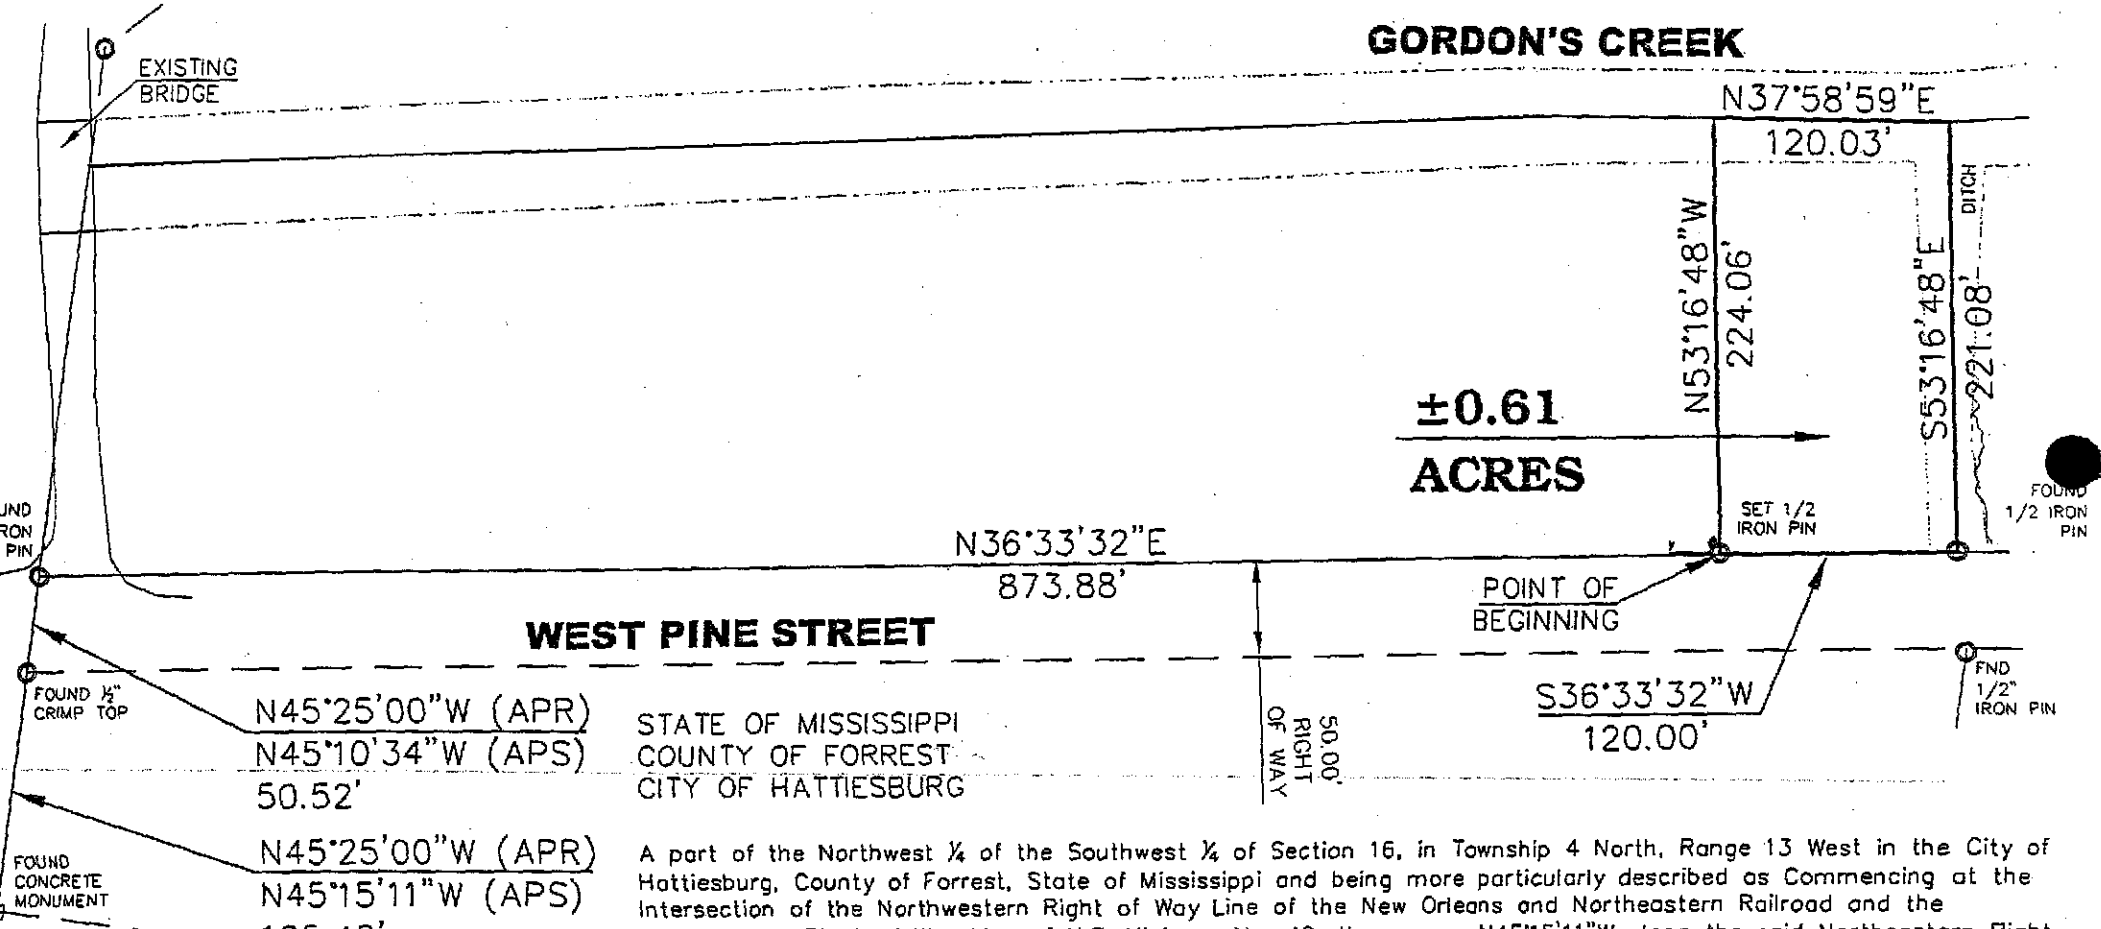 GORDON'S CREEK
EXISTING
BRIDGE
N37°58'59"E
120.03'
DITCH
N53°16'48"W
224.06'
S53°16'48"E
221.08'
±0.61
ACRES
SET 1/2
IRON PIN
FOUND
1/2 IRON
PIN
PIN
N36°33'32"E
873.88'
POINT OF
BEGINNING
WEST PINE STREET
FOUND ½"
CRIMP TOP
FND
1/2"
IRON PIN
S36°33'32"W
120.00'
50.00'
RIGHT
OF WAY
N45°25'00"W (APR)
N45°10'34"W (APS)
50.52'
STATE OF MISSISSIPPI
COUNTY OF FORREST
CITY OF HATTIESBURG
N45°25'00"W (APR)
N45°15'11"W (APS)
FOUND
CONCRETE
MONUMENT
A part of the Northwest ¼ of the Southwest ¼ of Section 16, in Township 4 North, Range 13 West in the City of
Hattiesburg, County of Forrest, State of Mississippi and being more particularly described as Commencing at the
Intersection of the Northwestern Right of Way Line of the New Orleans and Northeastern Railroad and the